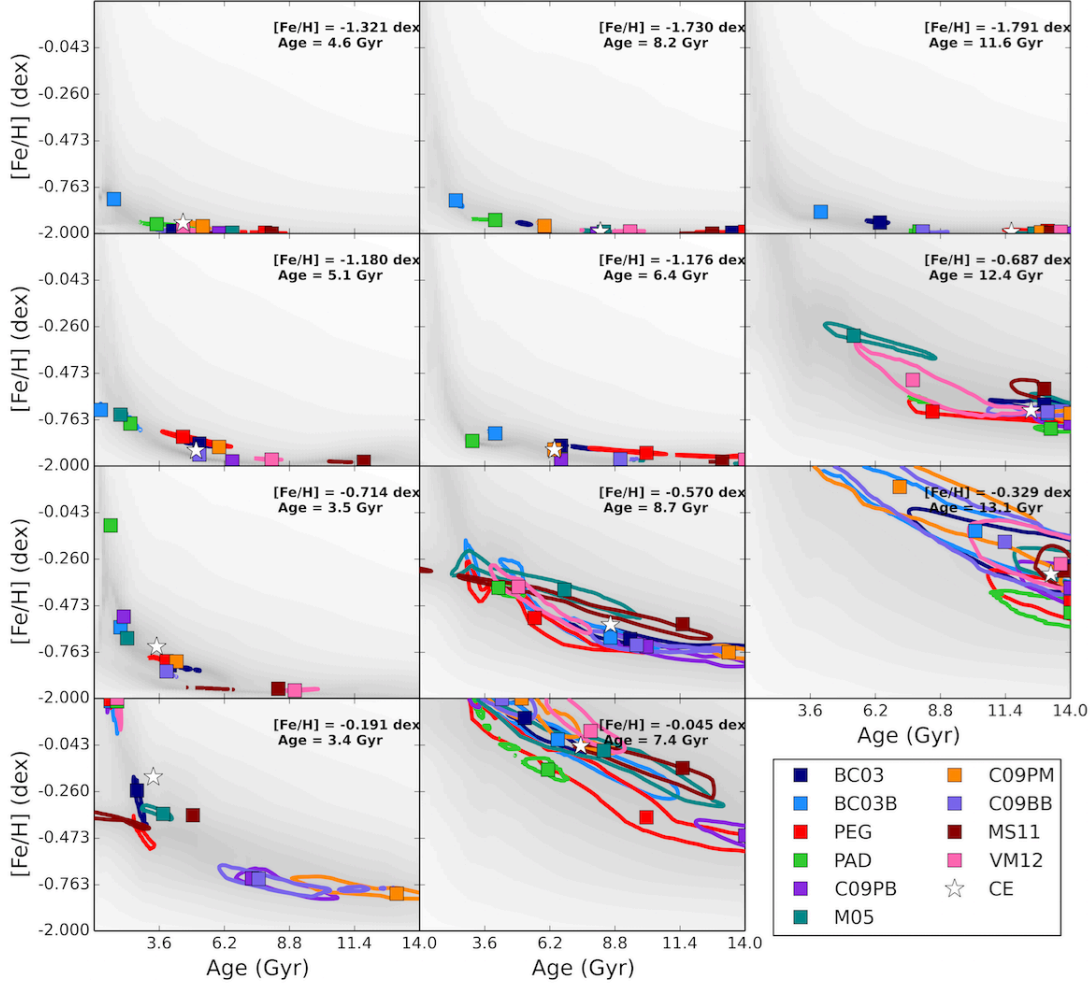 [Fe/H] = -1.321 dex
Age = 4.6 Gyr
[Fe/H] = -1.730 dex
Age = 8.2 Gyr
[Fe/H] = -1.791 dex
Age = 11.6 Gyr
[Fe/H] (dex)
-0.043
-0.260
-0.473
-0.763
-2.000
[Fe/H] = -1.180 dex
Age = 5.1 Gyr
[Fe/H] = -1.176 dex
Age = 6.4 Gyr
[Fe/H] = -0.687 dex
Age = 12.4 Gyr
[Fe/H] (dex)
-0.043
-0.260
-0.473
-0.763
-2.000
[Fe/H] = -0.714 dex
Age = 3.5 Gyr
[Fe/H] = -0.570 dex
Age = 8.7 Gyr
[Fe/H] = -0.329 dex
Age = 13.1 Gyr
[Fe/H] (dex)
-0.043
-0.260
-0.473
-0.763
-2.000
3.6 6.2 8.8 11.4 14.0
Age (Gyr)
[Fe/H] = -0.191 dex
Age = 3.4 Gyr
[Fe/H] = -0.045 dex
Age = 7.4 Gyr
[Fe/H] (dex)
-0.043
-0.260
-0.473
-0.763
-2.000
3.6 6.2 8.8 11.4 14.0
Age (Gyr)
3.6 6.2 8.8 11.4 14.0
Age (Gyr)
BC03
BC03B
PEG
PAD
C09PB
M05
C09PM
C09BB
MS11
VM12
CE